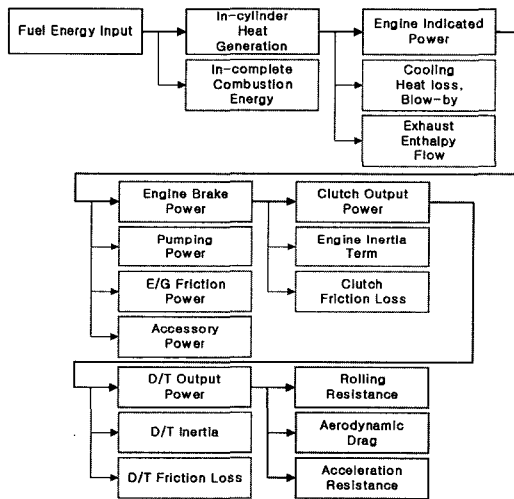 Fuel Energy Input
In-cylinder
Heat
Generation
Engine Indicated
Power
In-complete
Combustion
Energy
Cooling
Heat loss,
Blow-by
Exhaust
Enthalpy
Flow
Engine Brake
Power
Clutch Output
Power
Pumping
Power
Engine Inertia
Term
E/G Friction
Power
Clutch
Friction Loss
Accessory
Power
D/T Output
Power
Rolling
Resistance
D/T Inertia
Aerodynamic
Drag
D/T Friction Loss
Acceleration
Resistance